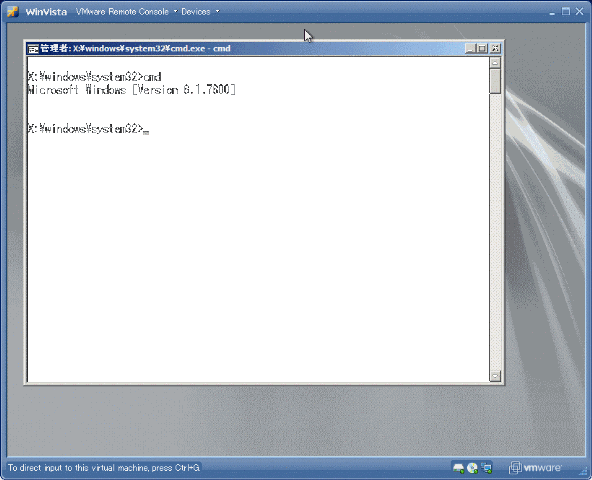 WinVista VMware Remote Console ▾ Devices ▾
管理者: X:¥windows¥system32¥cmd.exe - cmd
X:¥windows¥system32>cmd
Microsoft Windows [Version 6.1.7600]
X:¥windows¥system32>_
To direct input to this virtual machine, press Ctrl+G.
vmware